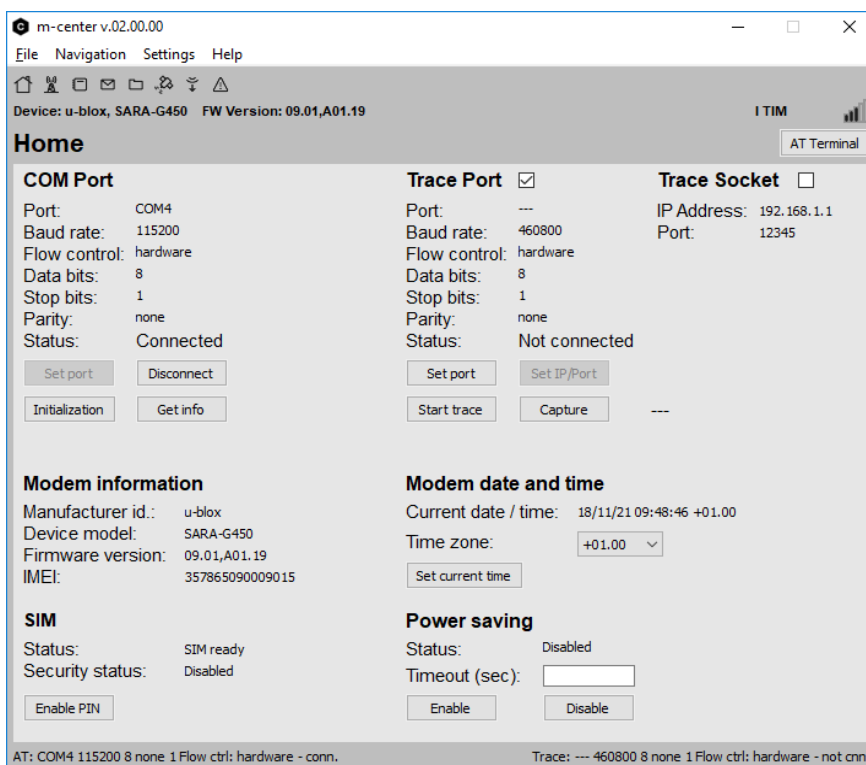 m-center v.02.00.00
File Navigation Settings Help
Device: u-blox, SARA-G450 FW Version: 09.01,A01.19 I TIM
Home AT Terminal
COM Port
Port: COM4
Baud rate: 115200
Flow control: hardware
Data bits: 8
Stop bits: 1
Parity: none
Status: Connected
Set port Disconnect
Initialization Get info
Trace Port
Port: ---
Baud rate: 460800
Flow control: hardware
Data bits: 8
Stop bits: 1
Parity: none
Status: Not connected
Set port Set IP/Port
Start trace Capture ---
Trace Socket
IP Address: 192.168.1.1
Port: 12345
Modem information
Manufacturer id.: u-blox
Device model: SARA-G450
Firmware version: 09.01,A01.19
IMEI: 357865090009015
Modem date and time
Current date / time: 18/11/21 09:48:46 +01.00
Time zone: +01.00
Set current time
SIM
Status: SIM ready
Security status: Disabled
Enable PIN
Power saving
Status: Disabled
Timeout (sec):
Enable Disable
AT: COM4 115200 8 none 1 Flow ctrl: hardware - conn. Trace: --- 460800 8 none 1 Flow ctrl: hardware - not cnn